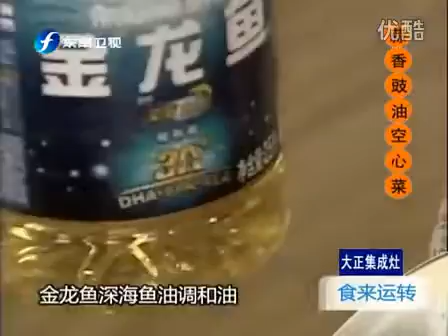 东南卫视
优酷
金龙鱼
DHA
香豉油空心菜
大正集成灶
食来运转
金龙鱼深海鱼油调和油